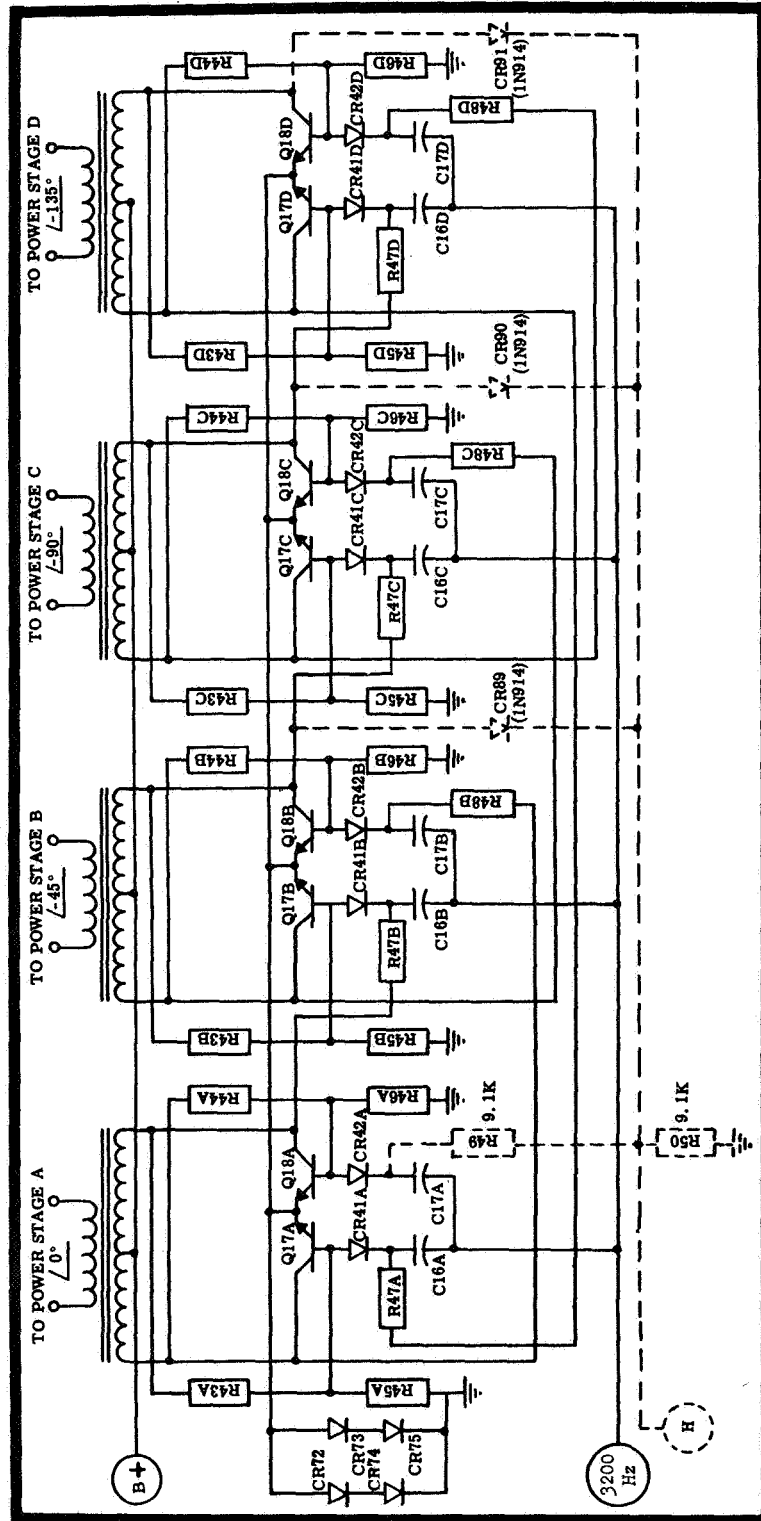 TO POWER STAGE A
/0°
TO POWER STAGE B
/-45°
TO POWER STAGE C
/-90°
TO POWER STAGE D
/-135°
B+
R43A
R44A
R43B
R44B
R43C
R44C
R43D
R44D
Q17A
Q18A
Q17B
Q18B
Q17C
Q18C
Q17D
Q18D
CR72
CR73
CR74
CR75
R45A
R46A
R45B
R46B
R45C
R46C
R45D
R46D
CR41A
CR42A
CR41B
CR42B
CR41C
CR42C
CR41D
CR42D
R47A
R47B
R47C
R47D
C16A
C17A
C16B
C17B
C16C
C17C
C16D
C17D
R48B
R48C
R48D
R49
9.1K
CR89
(1N914)
CR90
(1N914)
CR91
(1N914)
3200
Hz
H
R50
9.1K